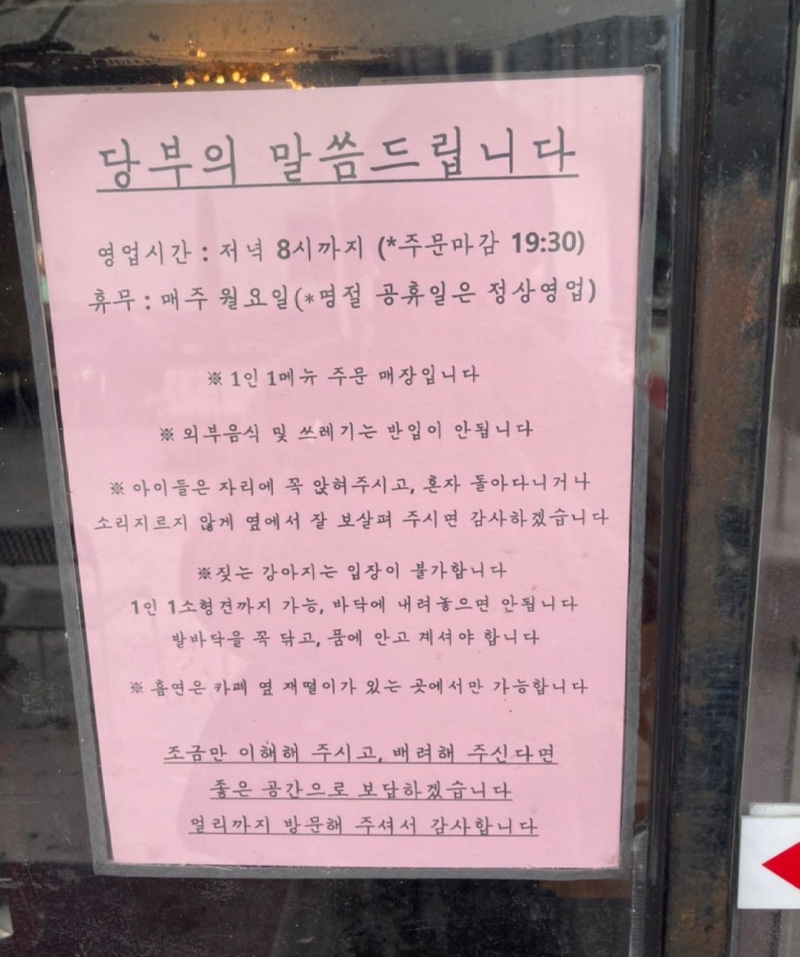 당부의 말씀드립니다
영업시간 : 저녁 8시까지 (*주문마감 19:30)
휴무 : 매주 월요일(*명절 공휴일은 정상영업)
※ 1인 1메뉴 주문 매장입니다
※ 외부음식 및 쓰레기는 반입이 안됩니다
※ 아이들은 자리에 꼭 앉혀주시고, 혼자 돌아다니거나
소리지르지 않게 옆에서 잘 보살펴 주시면 감사하겠습니다
※짖는 강아지는 입장이 불가합니다
1인 1소형견까지 가능, 바닥에 내려놓으면 안됩니다
발바닥을 꼭 닦고, 품에 안고 계셔야 합니다
※ 흡연은 카페 옆 재떨이가 있는 곳에서만 가능합니다
조금만 이해해 주시고, 배려해 주신다면
좋은 공간으로 보답하겠습니다
멀리까지 방문해 주셔서 감사합니다